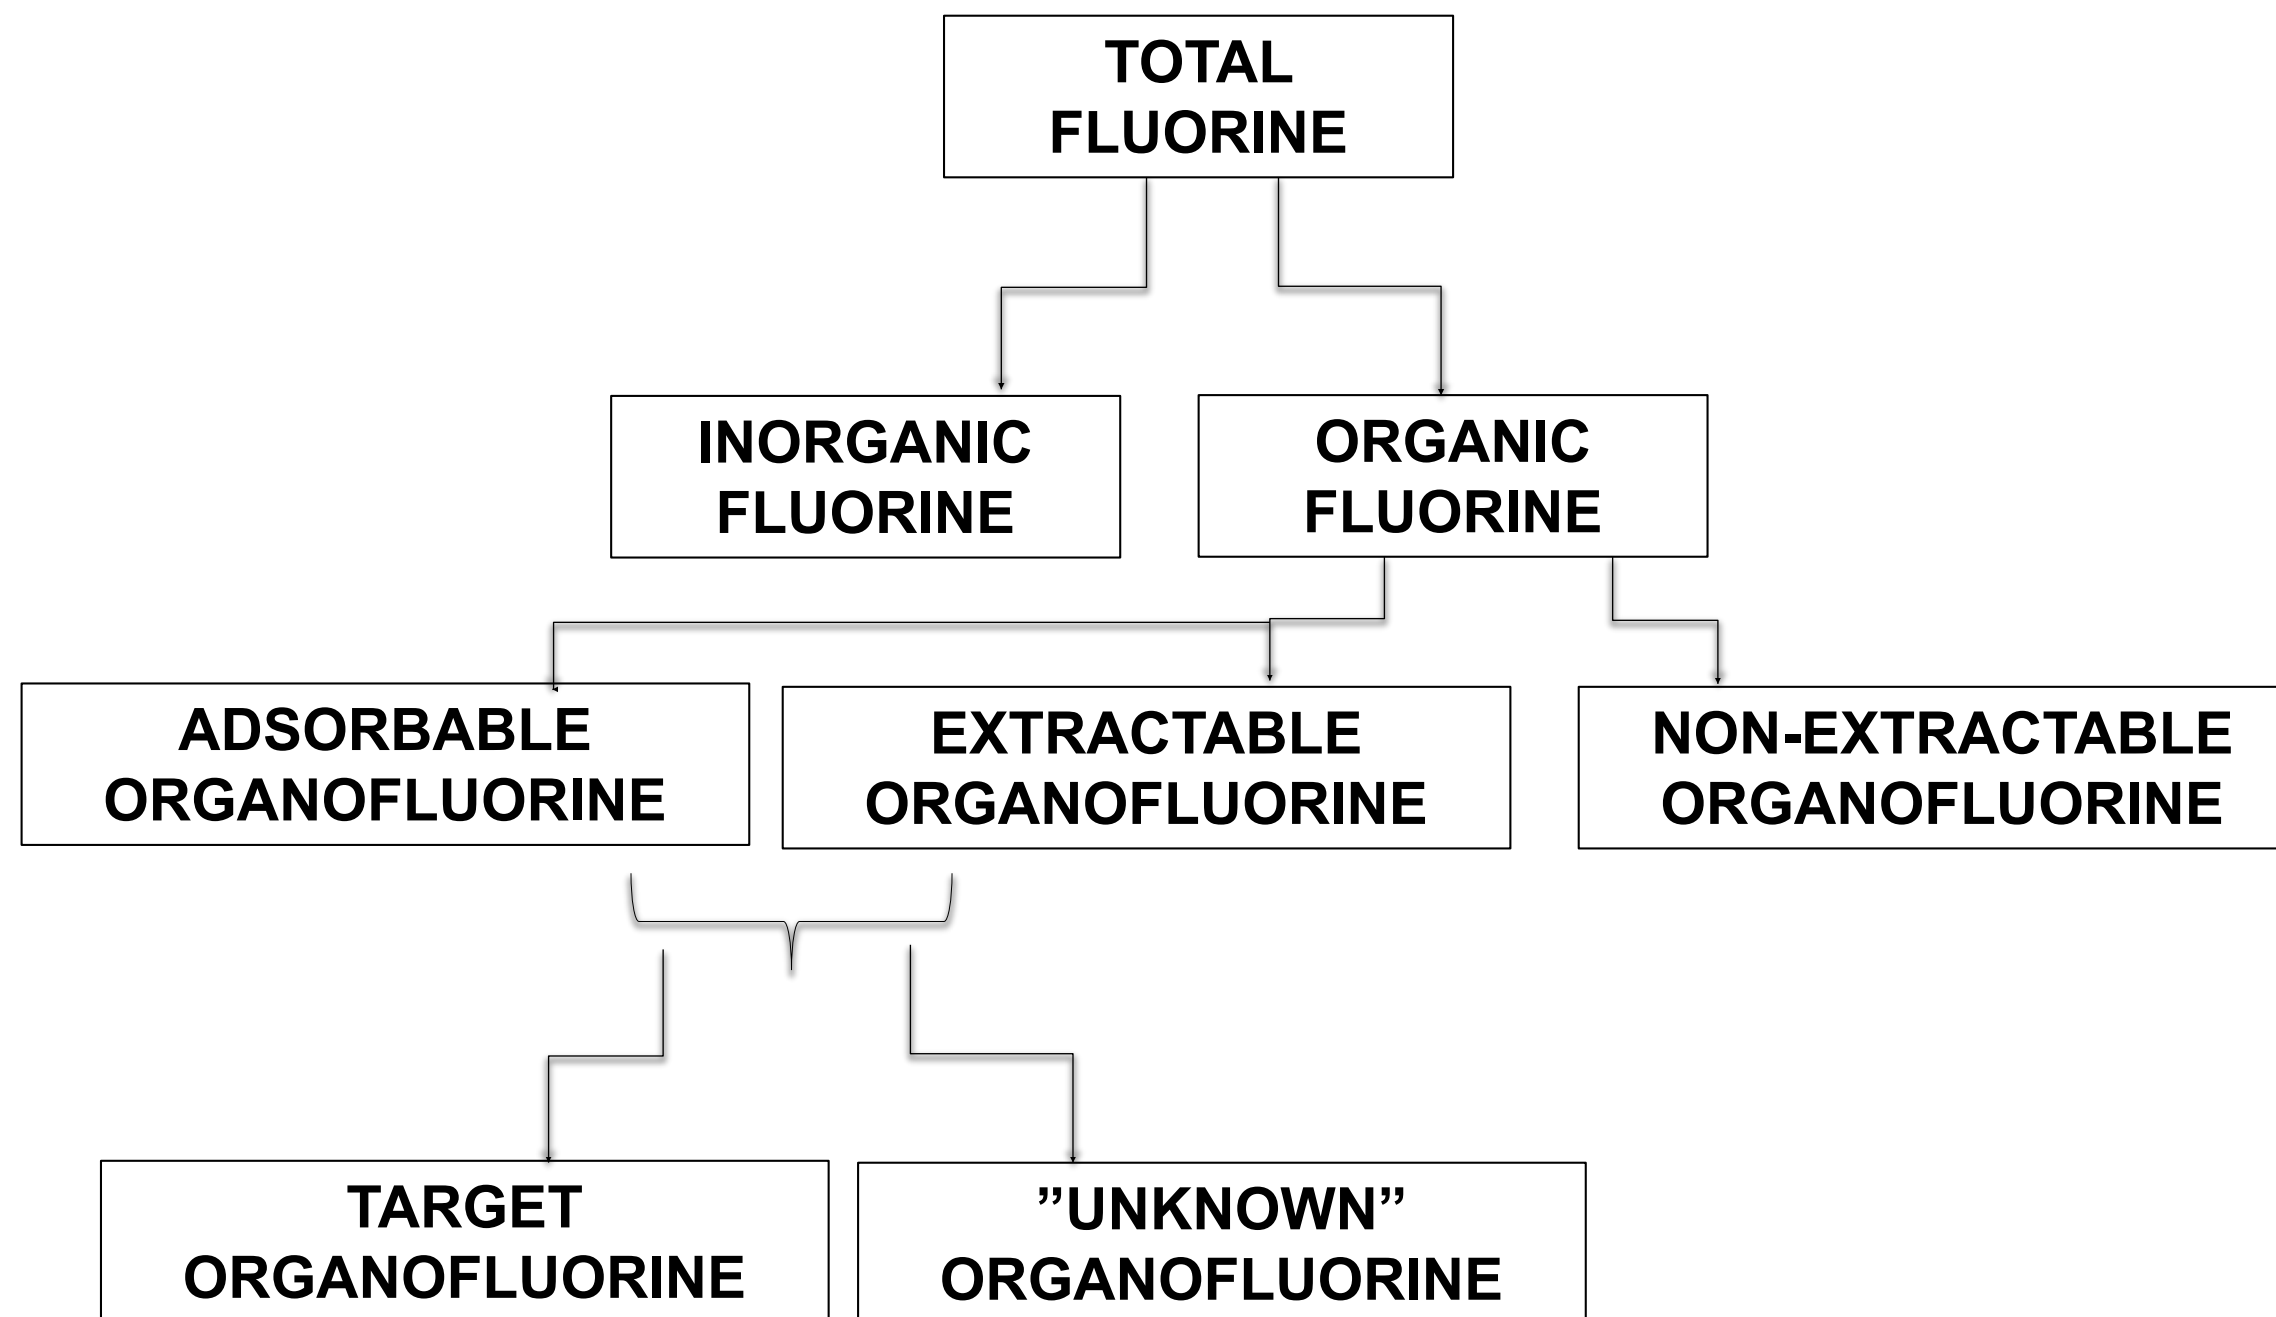 TOTAL
FLUORINE
INORGANIC
FLUORINE
ORGANIC
FLUORINE
ADSORBABLE
ORGANOFLUORINE
EXTRACTABLE
ORGANOFLUORINE
NON-EXTRACTABLE
ORGANOFLUORINE
TARGET
ORGANOFLUORINE
”UNKNOWN”
ORGANOFLUORINE